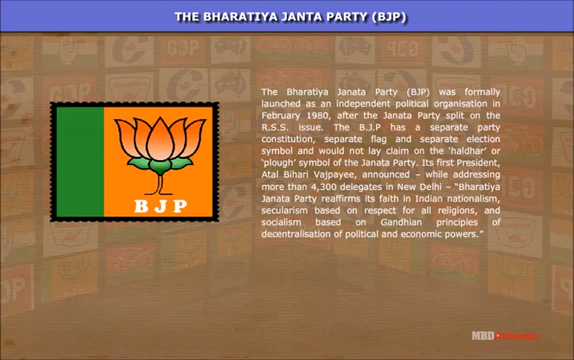 THE BHARATIYA JANTA PARTY (BJP)
The Bharatiya Janata Party (BJP) was formally
launched as an independent political organisation in
February 1980, after the Janata Party split on the
R.S.S. issue. The B.J.P has a separate party
constitution, separate flag and separate election
symbol and would not lay claim on the ‘haldhar’ or
‘plough’ symbol of the Janata Party. Its first President,
Atal Bihari Vajpayee, announced – while addressing
more than 4,300 delegates in New Delhi – “Bharatiya
Janata Party reaffirms its faith in Indian nationalism,
secularism based on respect for all religions, and
socialism based on Gandhian principles of
decentralisation of political and economic powers.”
B J P
MBD